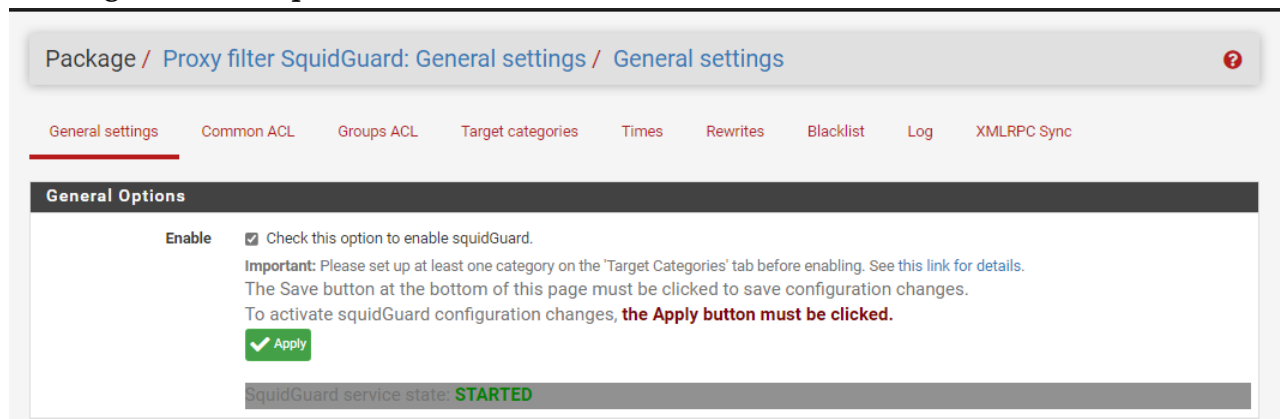 Package / Proxy filter SquidGuard: General settings / General settings
General settings Common ACL Groups ACL Target categories Times Rewrites Blacklist Log XMLRPC Sync
General Options
Enable Check this option to enable squidGuard.
Important: Please set up at least one category on the 'Target Categories' tab before enabling. See this link for details.
The Save button at the bottom of this page must be clicked to save configuration changes.
To activate squidGuard configuration changes, the Apply button must be clicked.
Apply
SquidGuard service state: STARTED